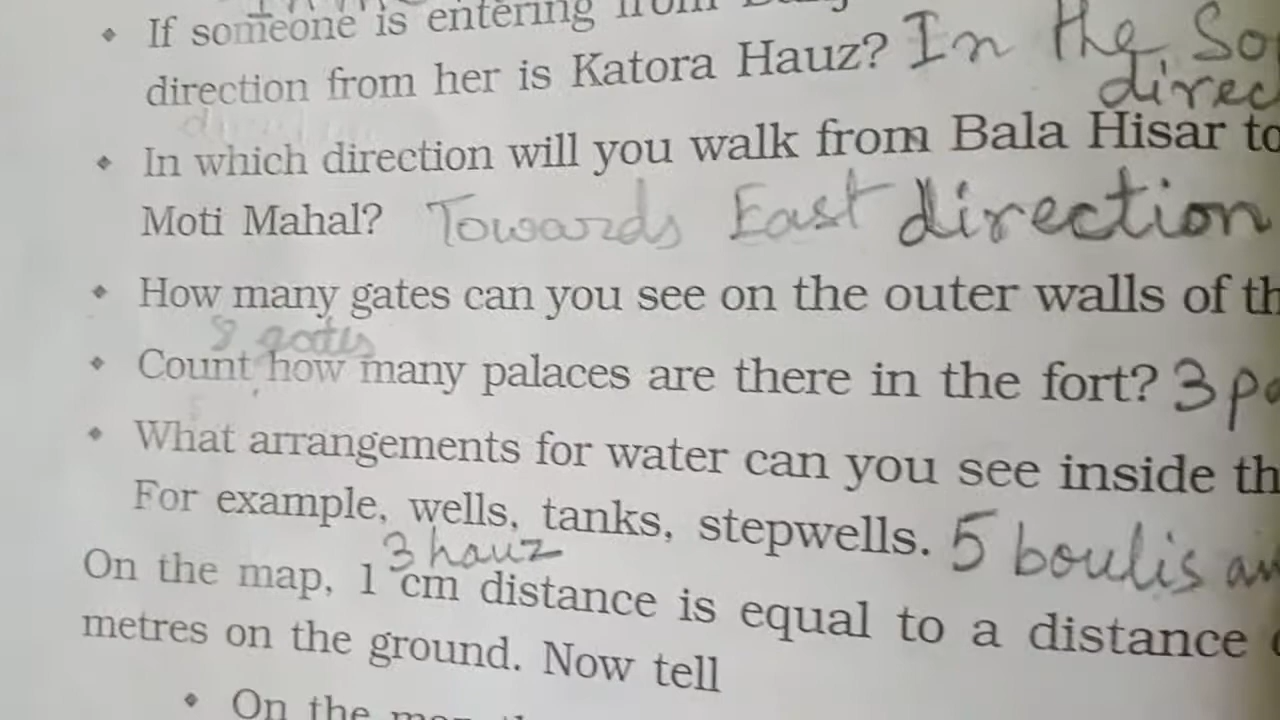 If someone is entering from
direction from her is Katora Hauz? In the
direc
In which direction will you walk from Bala Hisar to
Moti Mahal? Towards East direction
How many gates can you see on the outer walls of th
8 gates
Count how many palaces are there in the fort? 3 pa
What arrangements for water can you see inside th
For example, wells, tanks, stepwells. 5 boulis an
3 hauz
On the map, 1 cm distance is equal to a distance
metres on the ground. Now tell
On the map